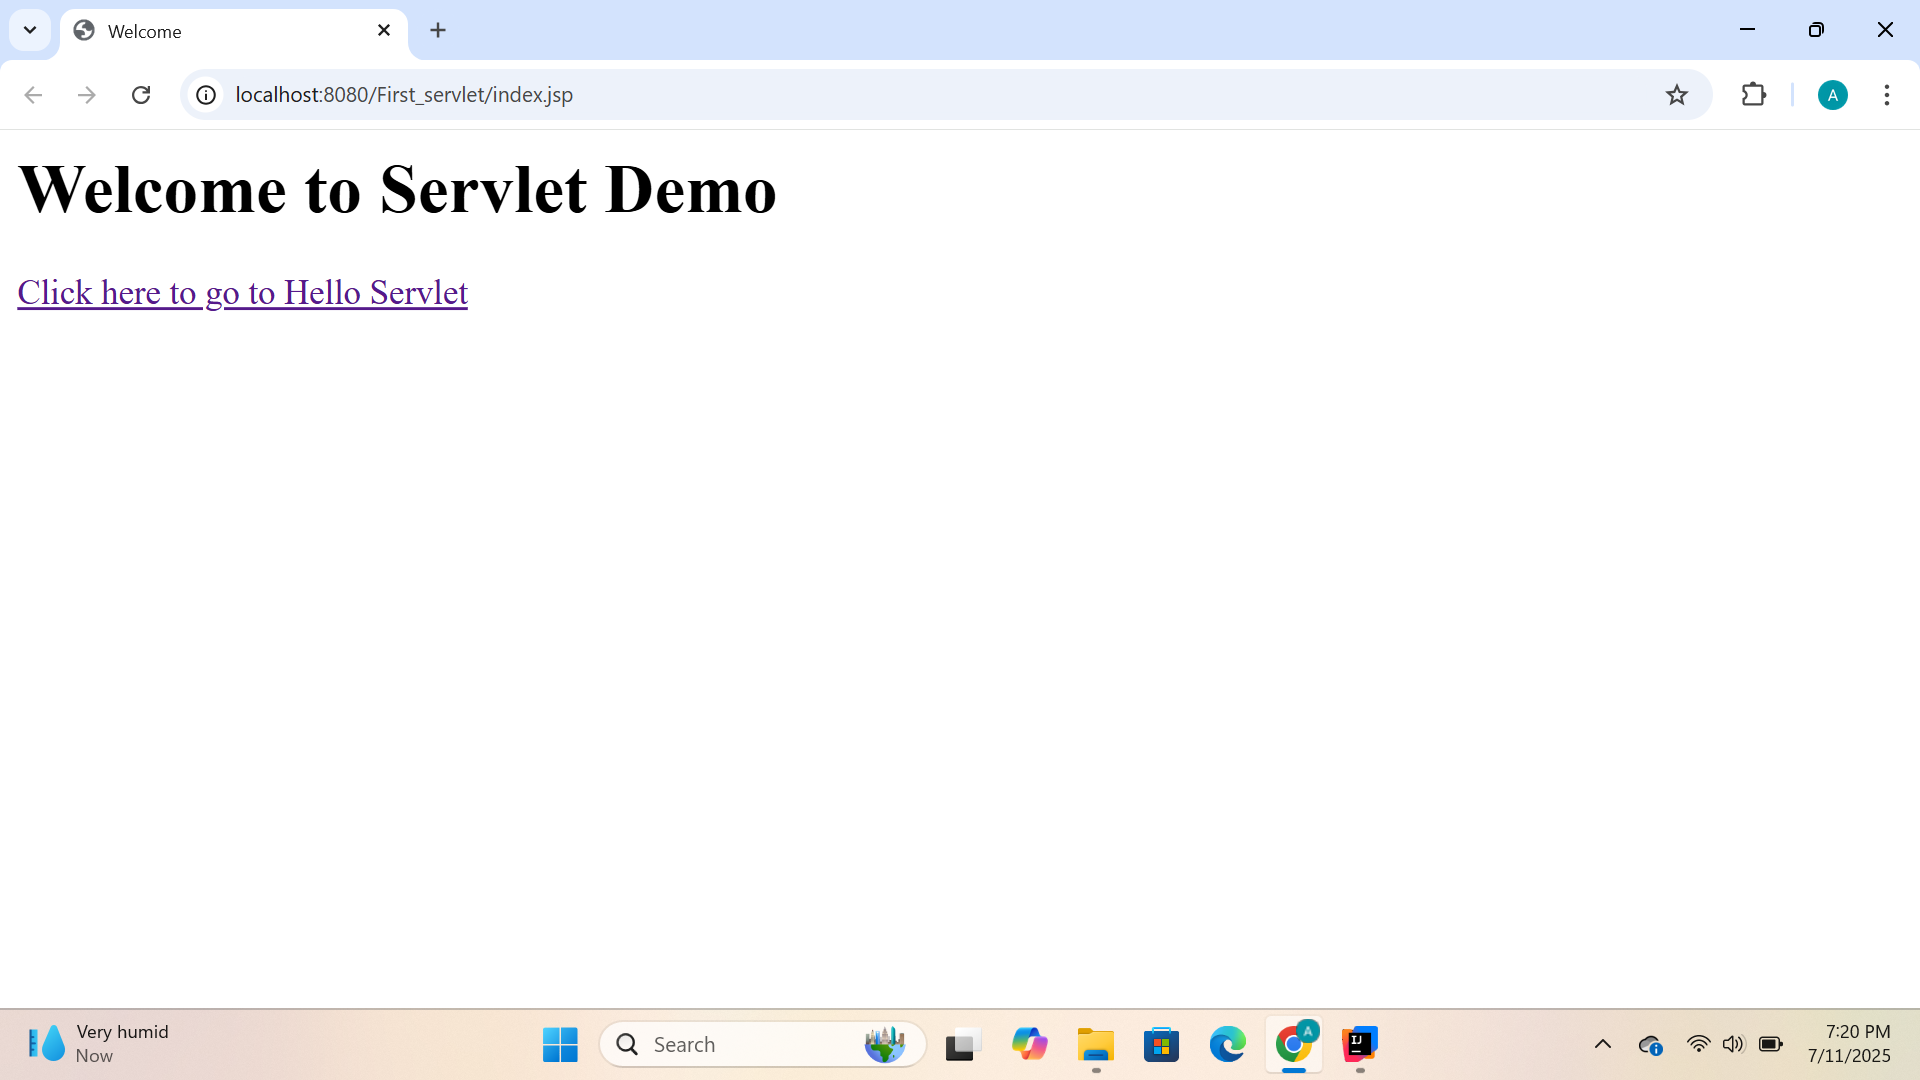 Welcome
localhost:8080/First_servlet/index.jsp
A
Welcome to Servlet Demo
Click here to go to Hello Servlet
Very humid
Now
Search
A
IJ
7:20 PM
7/11/2025